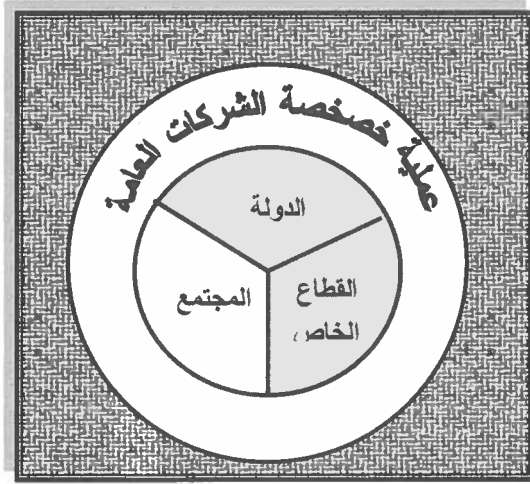 عملية خصخصة الشركات العامة
الدولة
القطاع
الخاص
المجتمع